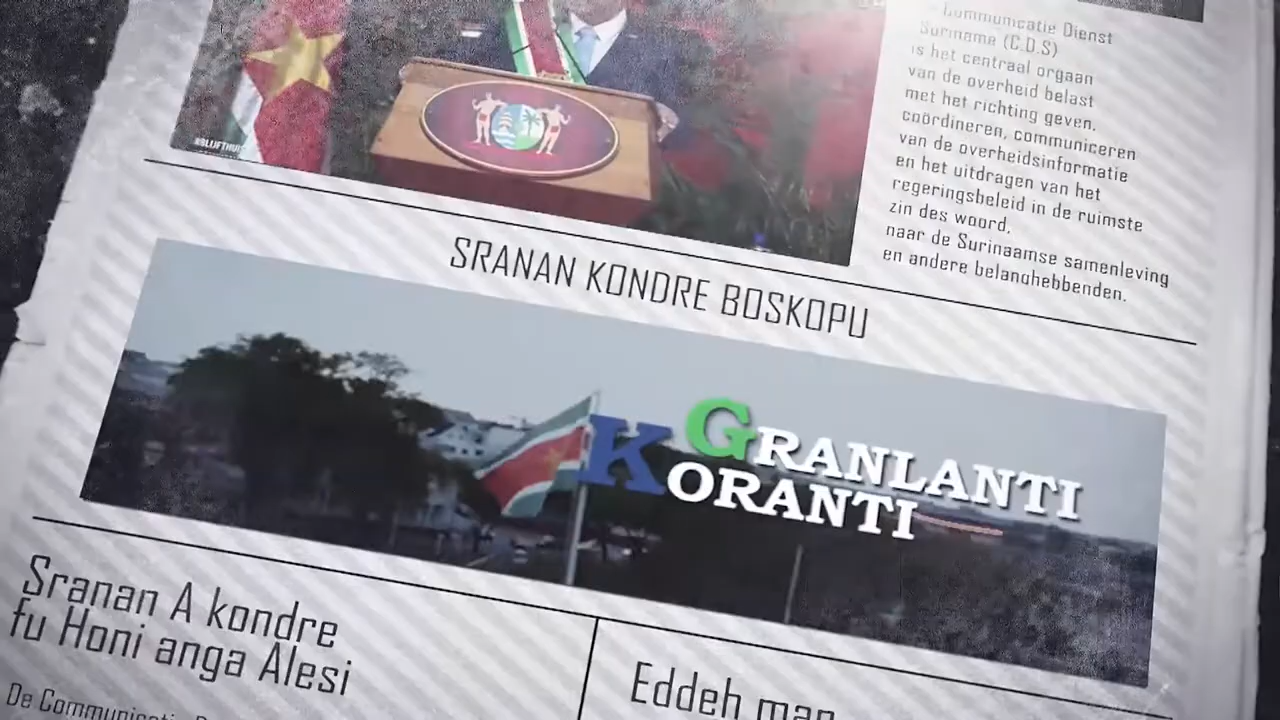 Communicatie Dienst
Suriname (C.D.S)
is het centraal orgaan
van de overheid belast
met het richting geven,
coördineren, communiceren
van de overheidsinformatie
en het uitdragen van het
regeringsbeleid in de ruimste
zin des woord,
naar de Surinaamse samenleving
en andere belanghebbenden.
SRANAN KONDRE BOSKOPU
GRANLANTI
KORANTI
Sranan A kondre
fu Honi anga Alesi
De
Eddeh man